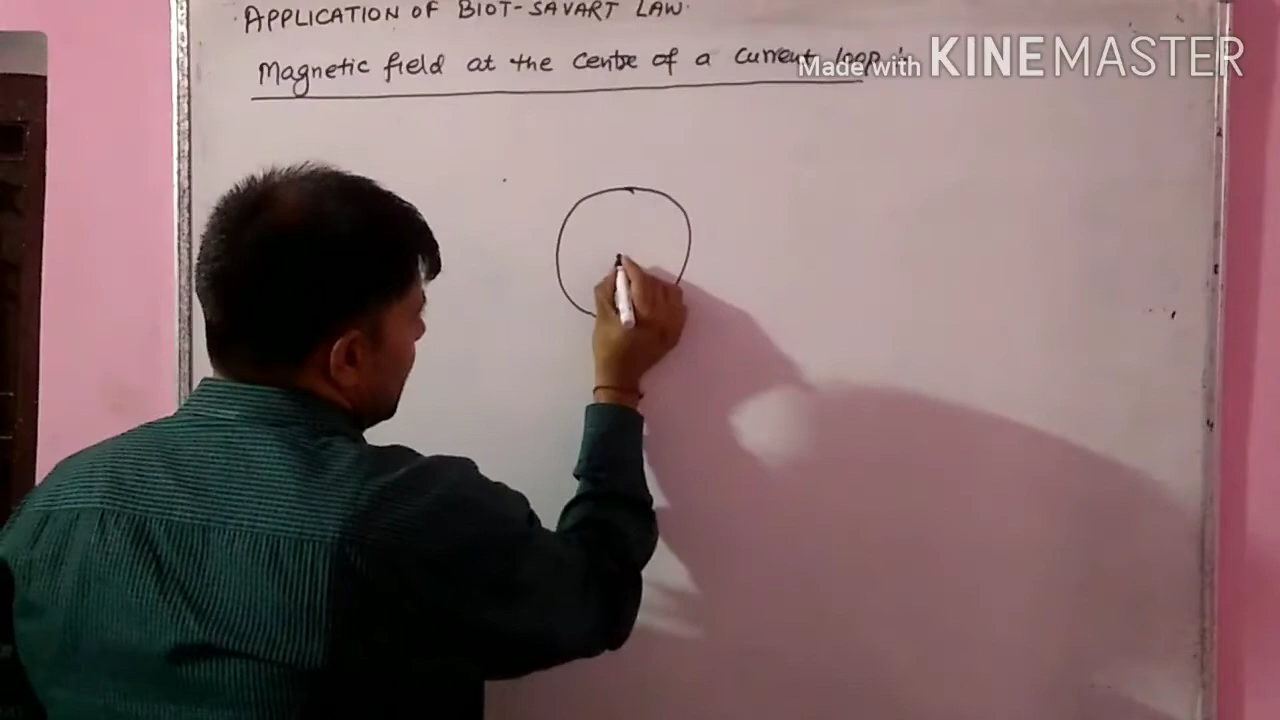 APPLICATION OF BIOT-SAVART LAW.
Magnetic field at the centre of a current loop:
Made with KINEMASTER